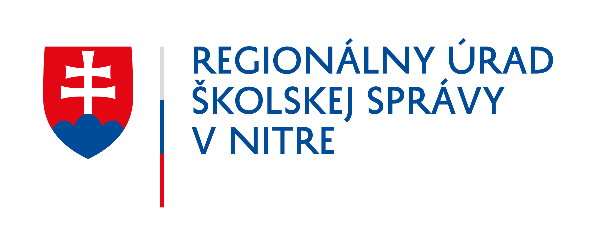 REGIONÁLNY ÚRAD
ŠKOLSKEJ SPRÁVY
V NITRE